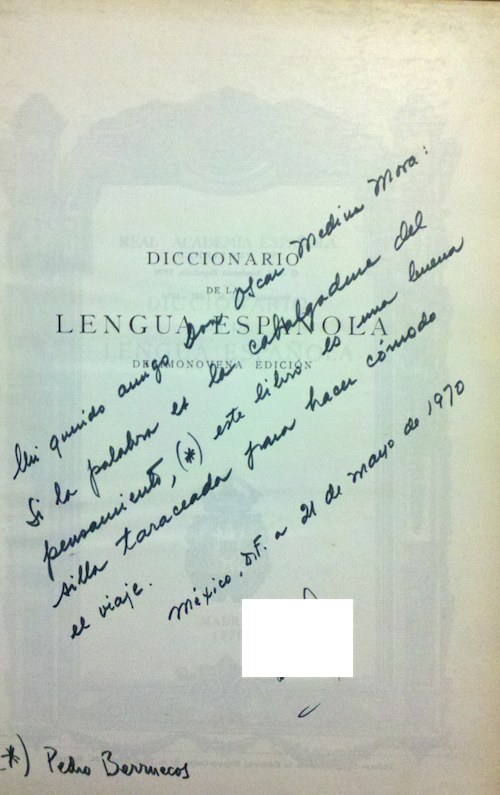 DICCIONARIO
DE LA
LENGUA ESPAÑOLA
DECIMONOVENA EDICIÓN
Mi querido amigo Don Oscar Medina Mora:
Si la palabra es la cabalgadura del
pensamiento, (*) este libro es una buena
silla taraceada para hacer cómodo
el viaje.
México, D.F. a 21 de mayo de 1970
*) Pedro Berruecos